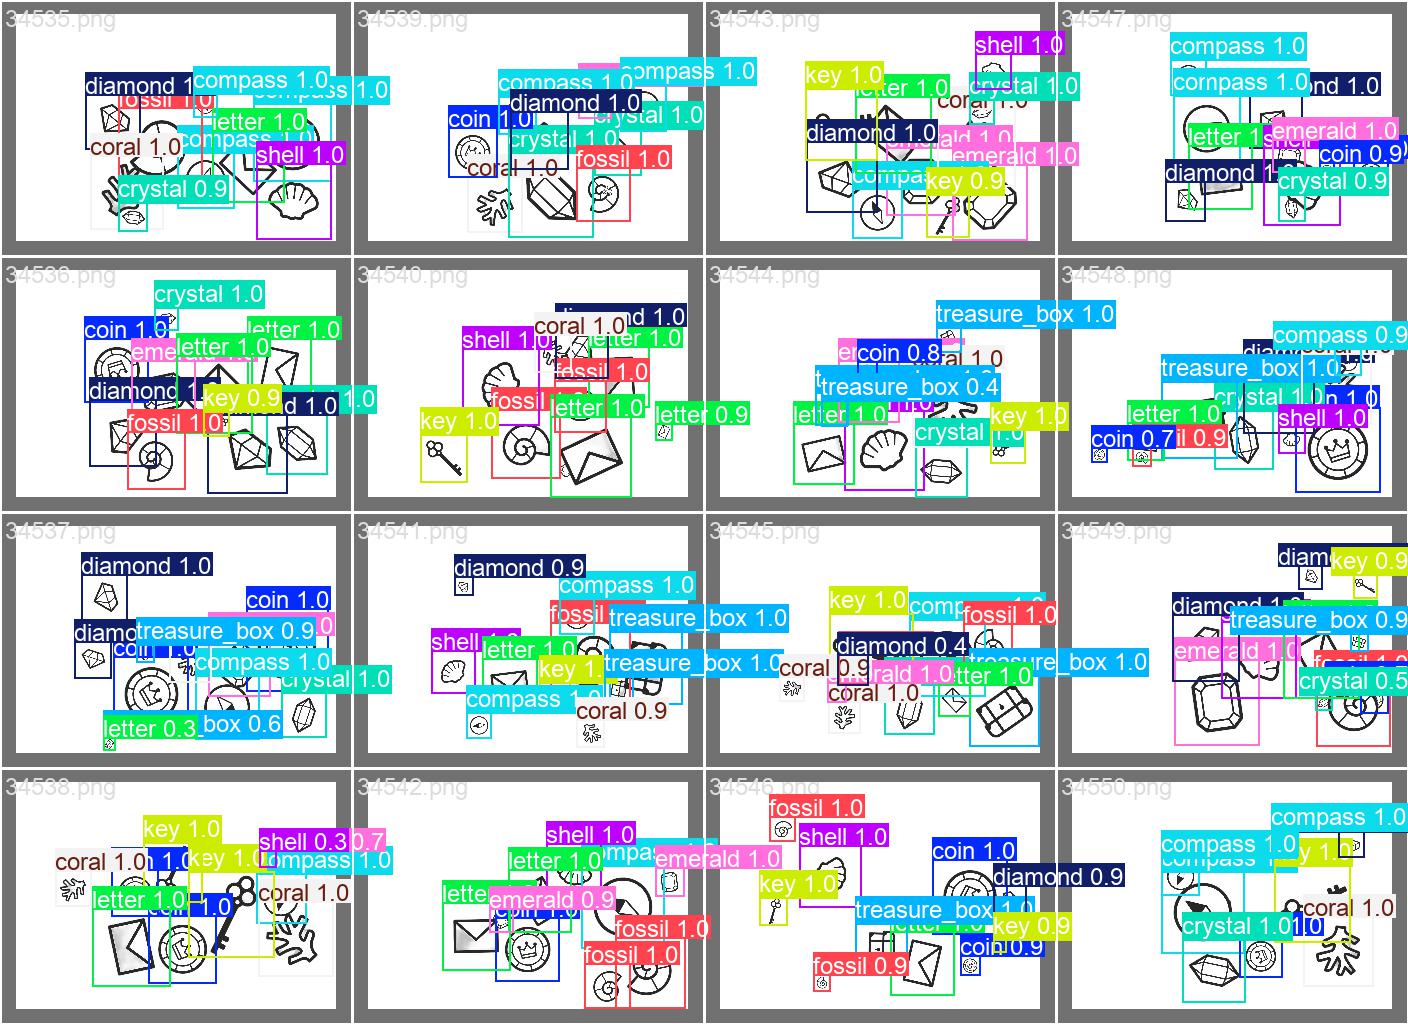 34535.png
diamond 1.0
compass 1.0
compass 1.0
fossil 1.0
letter 1.0
compass 1.0
coral 1.0
shell 1.0
crystal 0.9
34539.png
compass 1.0
compass 1.0
diamond 1.0
coin 1.0
crystal 1.0
crystal 1.0
fossil 1.0
coral 1.0
34543.png
shell 1.0
key 1.0
letter 1.0
crystal 1.0
coral 1.0
diamond 1.0
emerald 1.0
emerald 1.0
compass
key 0.9
34547.png
compass 1.0
compass 1.0
diamond 1.0
letter 1.0
emerald 1.0
shell
coin 0.9
diamond 1.0
crystal 0.9
34536.png
crystal 1.0
coin 1.0
letter 1.0
letter 1.0
eme
diamond 1.0
key 0.9
nd 1.0
1.0
fossil 1.0
34540.png
diamond 1.0
coral 1.0
shell 1.0
letter 1.0
fossil 1.0
fossil
letter 1.0
key 1.0
letter 0.9
34544.png
treasure_box 1.0
coin 0.8
coral 1.0
treasure_box 0.4
letter 1.0
key 1.0
crystal 1.0
34548.png
compass 0.9
treasure_box 1.0
crystal 1.0
coin 1.0
letter 1.0
shell 1.0
coin 0.7
il 0.9
34537.png
diamond 1.0
coin 1.0
diamo
treasure_box 0.9
coin
compass 1.0
crystal 1.0
letter 0.3
_box 0.6
34541.png
diamond 0.9
compass 1.0
fossil
treasure_box 1.0
shell 1.0
letter 1.0
key 1.
treasure_box 1.0
compass 1.0
coral 0.9
34545.png
key 1.0
comp
fossil 1.0
diamond 0.4
coral 0.9
emerald 1.0
treasure_box 1.0
letter 1.0
coral 1.0
34549.png
diam
key 0.9
diamond
treasure_box 0.9
emerald 1.0
fossil 1.0
crystal 0.5
34538.png
key 1.0
shell 0.3
0.7
coral 1.0
n 1.0
key 1.0
compass 1.0
letter 1.0
coral 1.0
coin 1.0
34542.png
shell 1.0
letter 1.0
compass
emerald 1.0
letter
emerald 0.9
coin 1.0
fossil 1.0
fossil 1.0
34546.png
fossil 1.0
shell 1.0
coin 1.0
key 1.0
diamond 0.9
treasure_box 1.0
letter 1.0
key 0.9
coin 0.9
fossil 0.9
34550.png
compass 1.0
compass 1.0
compass
y 1.0
coral 1.0
crystal 1.0
1.0